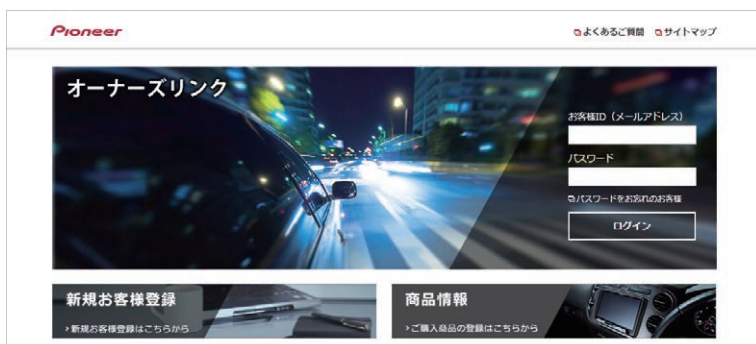 Pioneer
よくあるご質問 サイトマップ
オーナーズリンク
お客様ID（メールアドレス）
パスワード
パスワードをお忘れのお客様
ログイン
新規お客様登録
›新規お客様登録はこちらから
商品情報
›ご購入商品の登録はこちらから